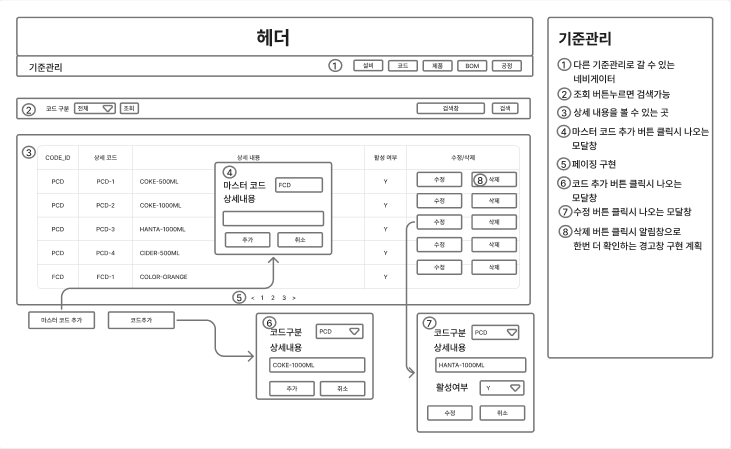 헤더
기준관리
① 설비 코드 제품 BOM 공정
② 코드 구분 전체 조회 검색창 검색
③ CODE_ID 상세 코드 상세 내용 활성 여부 수정/삭제
PCD PCD-1 COKE-500ML Y 수정 ⑧ 삭제
PCD PCD-2 COKE-1000ML Y 수정 삭제
PCD PCD-3 HANTA-1000ML Y 수정 삭제
PCD PCD-4 CIDER-500ML Y 수정 삭제
FCD FCD-1 COLOR-ORANGE Y 수정 삭제
④
마스터 코드 FCD
상세내용
추가 취소
⑤ < 1 2 3 >
마스터 코드 추가 코드추가
⑥
코드구분 PCD
상세내용
COKE-1000ML
추가 취소
⑦
코드구분 PCD
상세내용
HANTA-1000ML
활성여부 Y
수정 취소
기준관리
① 다른 기준관리로 갈 수 있는
네비게이터
② 조회 버튼누르면 검색가능
③ 상세 내용을 볼 수 있는 곳
④ 마스터 코드 추가 버튼 클릭시 나오는
모달창
⑤ 페이징 구현
⑥ 코드 추가 버튼 클릭시 나오는
모달창
⑦ 수정 버튼 클릭시 나오는 모달창
⑧ 삭제 버튼 클릭시 알림창으로
한번 더 확인하는 경고창 구현 계획